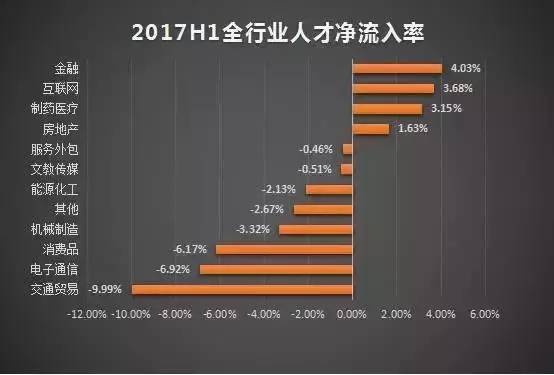 2017H1全行业人才净流入率
金融 4.03%
互联网 3.68%
制药医疗 3.15%
房地产 1.63%
服务外包 -0.46%
文教传媒 -0.51%
能源化工 -2.13%
其他 -2.67%
机械制造 -3.32%
消费品 -6.17%
电子通信 -6.92%
交通贸易 -9.99%
-12.00% -10.00% -8.00% -6.00% -4.00% -2.00% 0.00% 2.00% 4.00% 6.00%